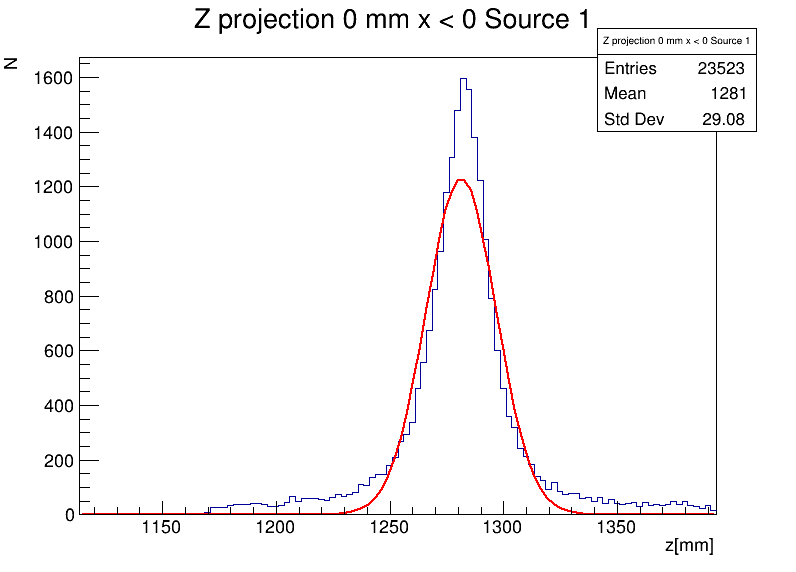 Z projection 0 mm x < 0 Source 1
Z projection 0 mm x < 0 Source 1
Entries 23523
Mean 1281
Std Dev 29.08
N
1600
1400
1200
1000
800
600
400
200
0
1150 1200 1250 1300 1350
z[mm]